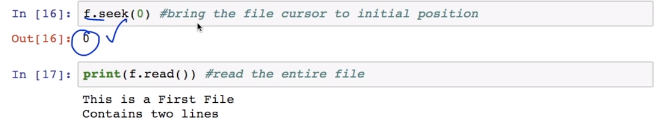 In [16]: f.seek(0) #bring the file cursor to initial position
Out[16]: 0
In [17]: print(f.read()) #read the entire file
This is a First File
Contains two lines